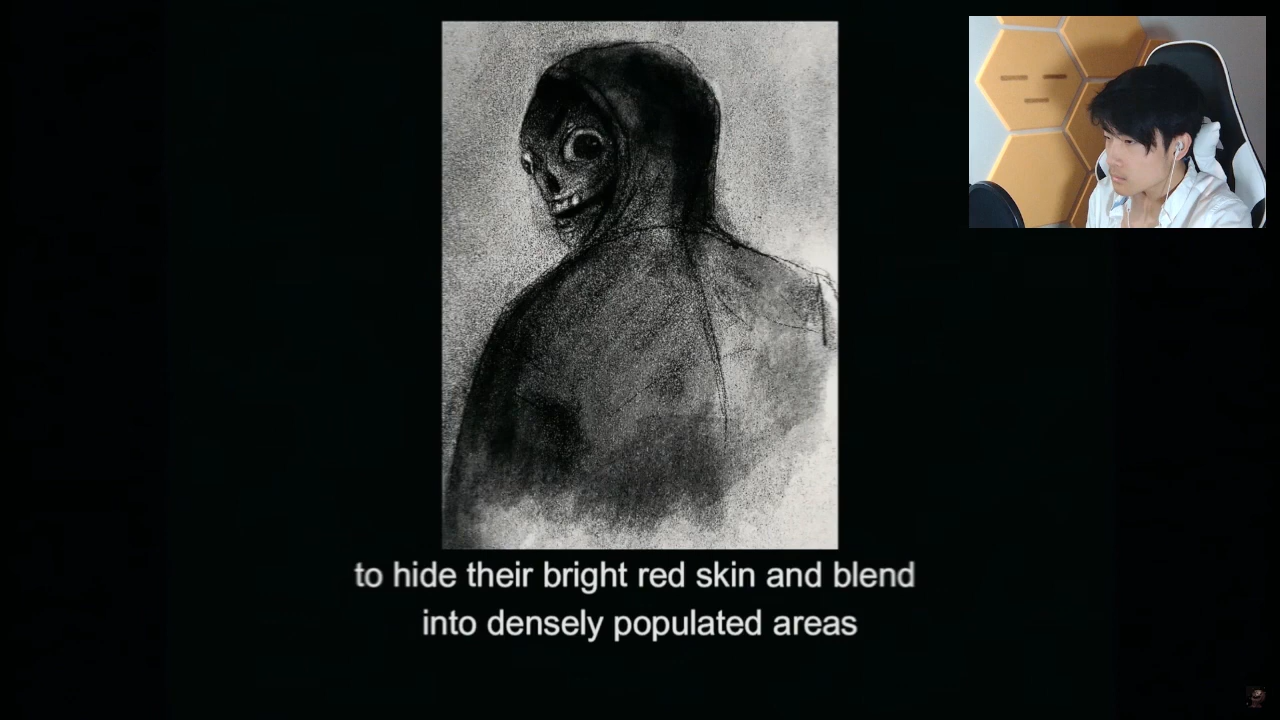 to hide their bright red skin and blend
into densely populated areas